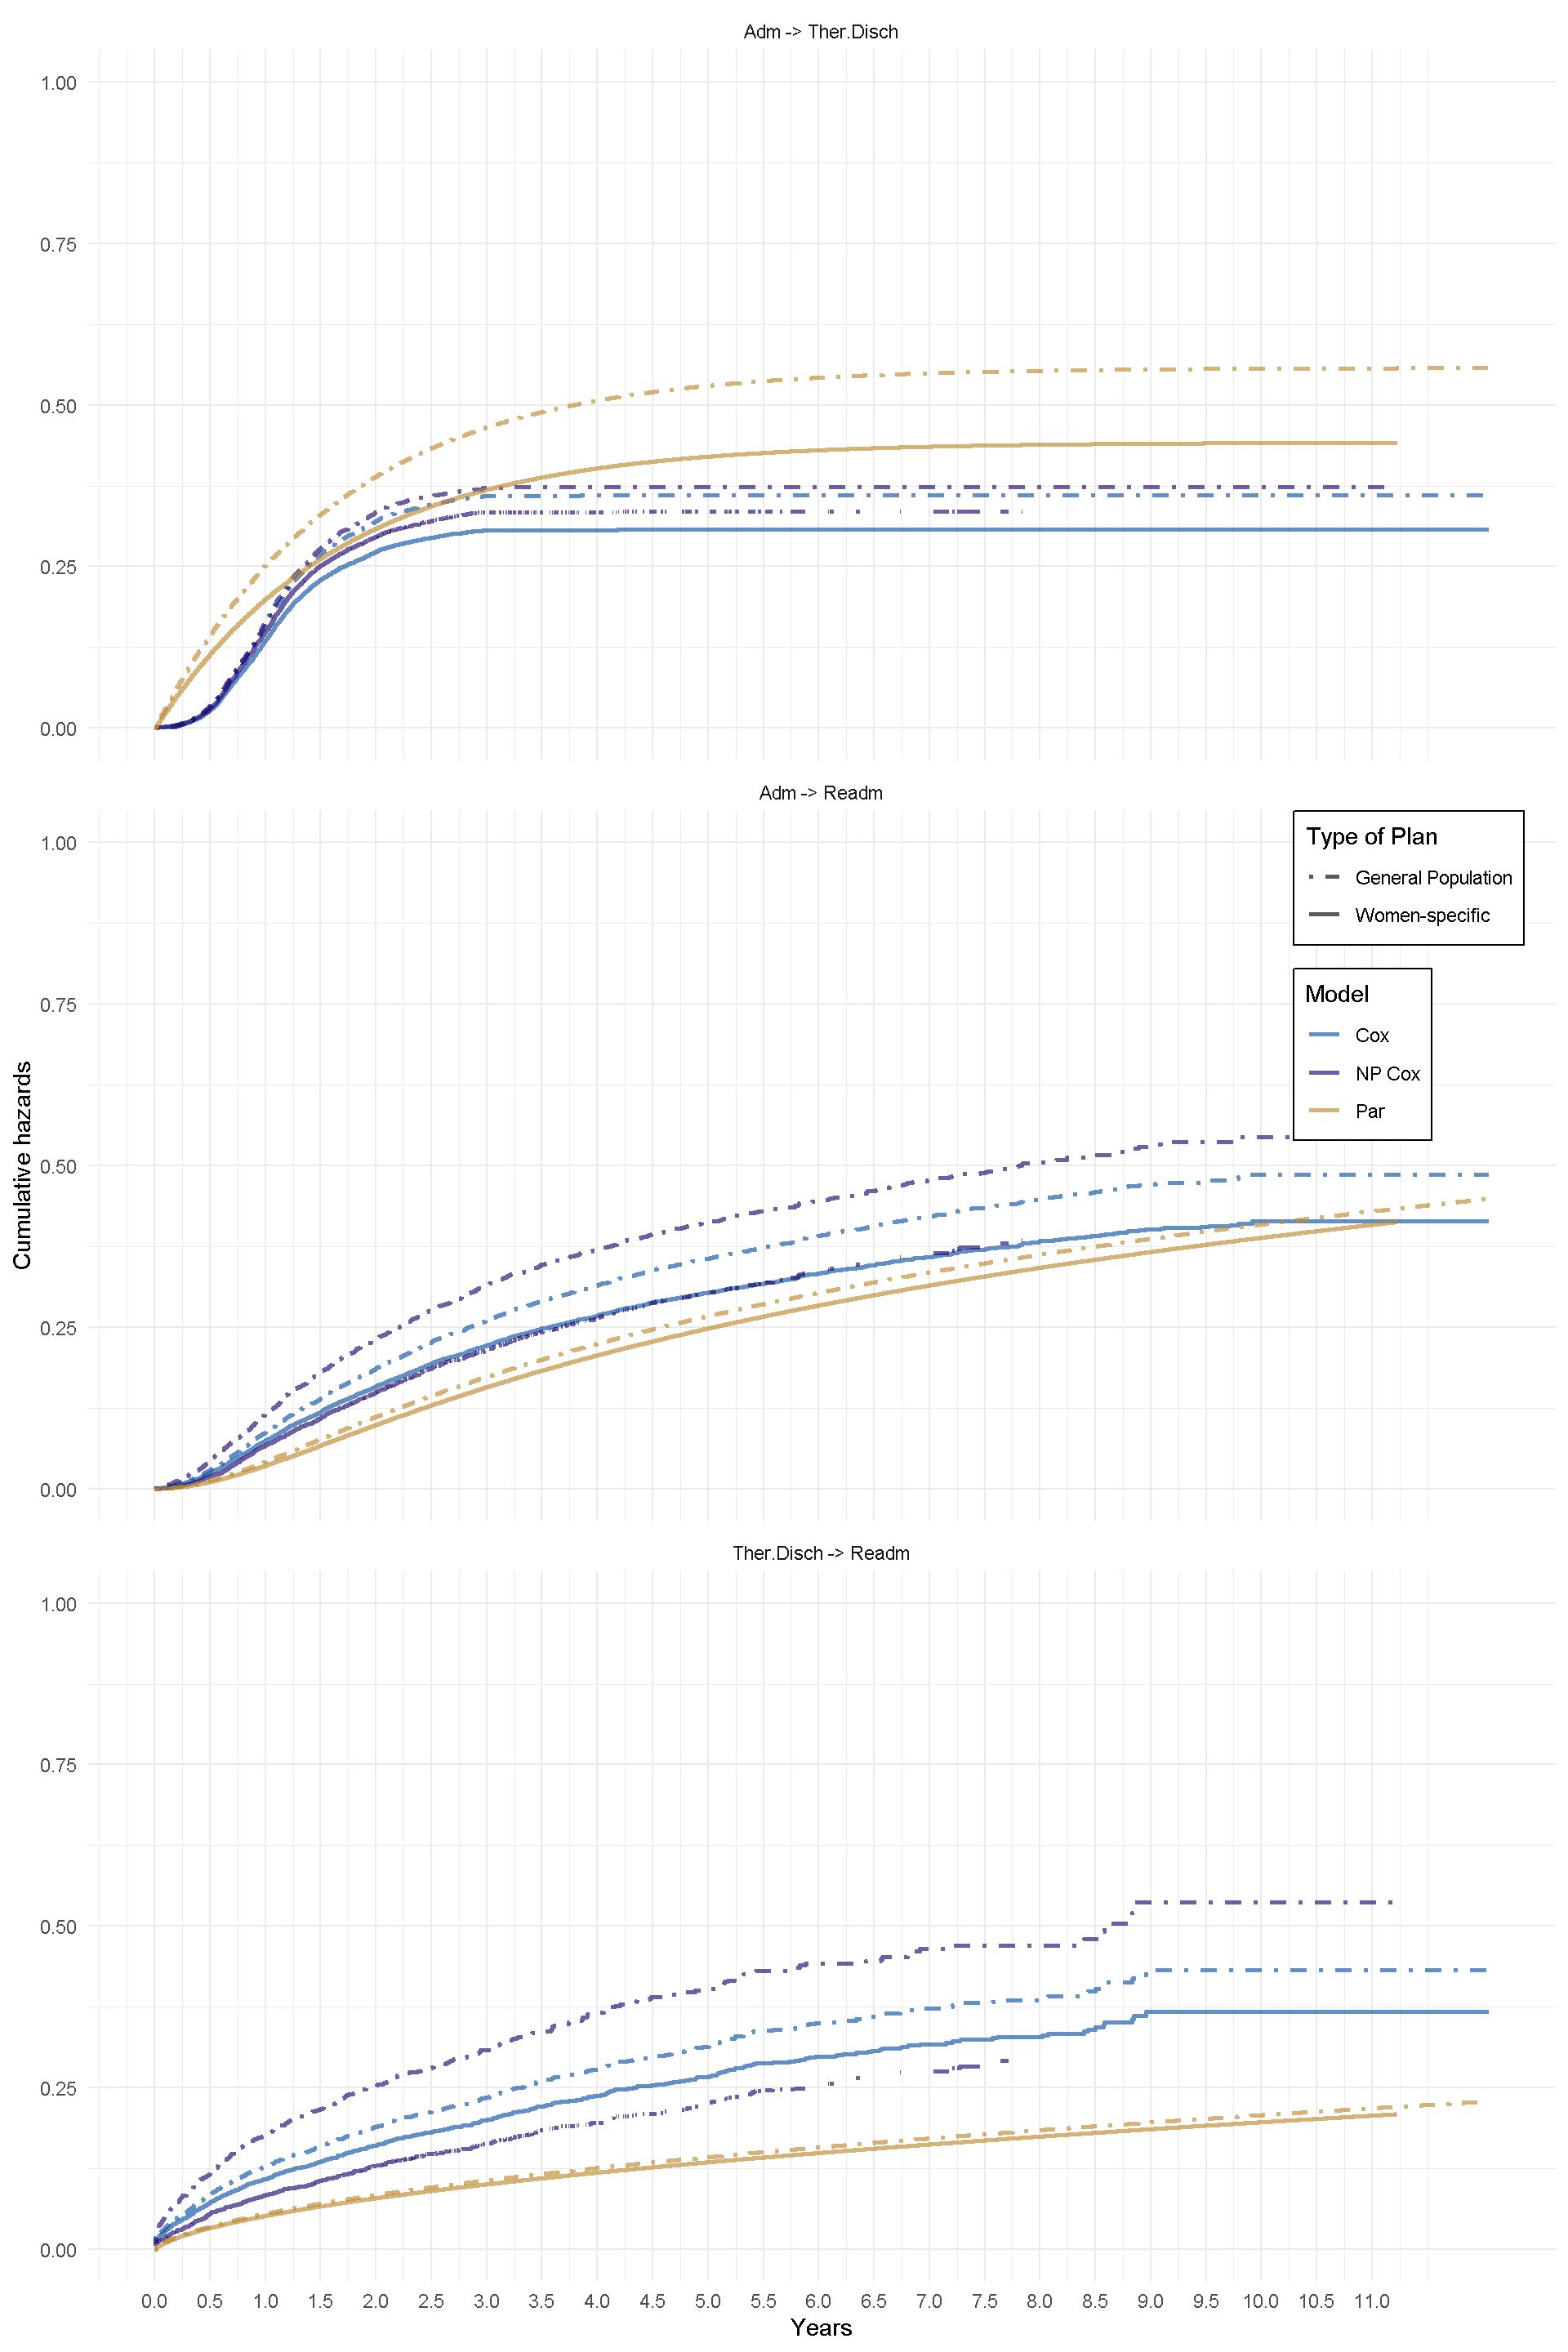 Adm -> Ther.Disch
1.00
0.75
0.50
0.25
0.00
Adm -> Readm
1.00
0.75
0.50
0.25
0.00
Type of Plan
General Population
Women-specific
Model
Cox
NP Cox
Par
Cumulative hazards
Ther.Disch -> Readm
1.00
0.75
0.50
0.25
0.00
0.0 0.5 1.0 1.5 2.0 2.5 3.0 3.5 4.0 4.5 5.0 5.5 6.0 6.5 7.0 7.5 8.0 8.5 9.0 9.5 10.0 10.5 11.0
Years